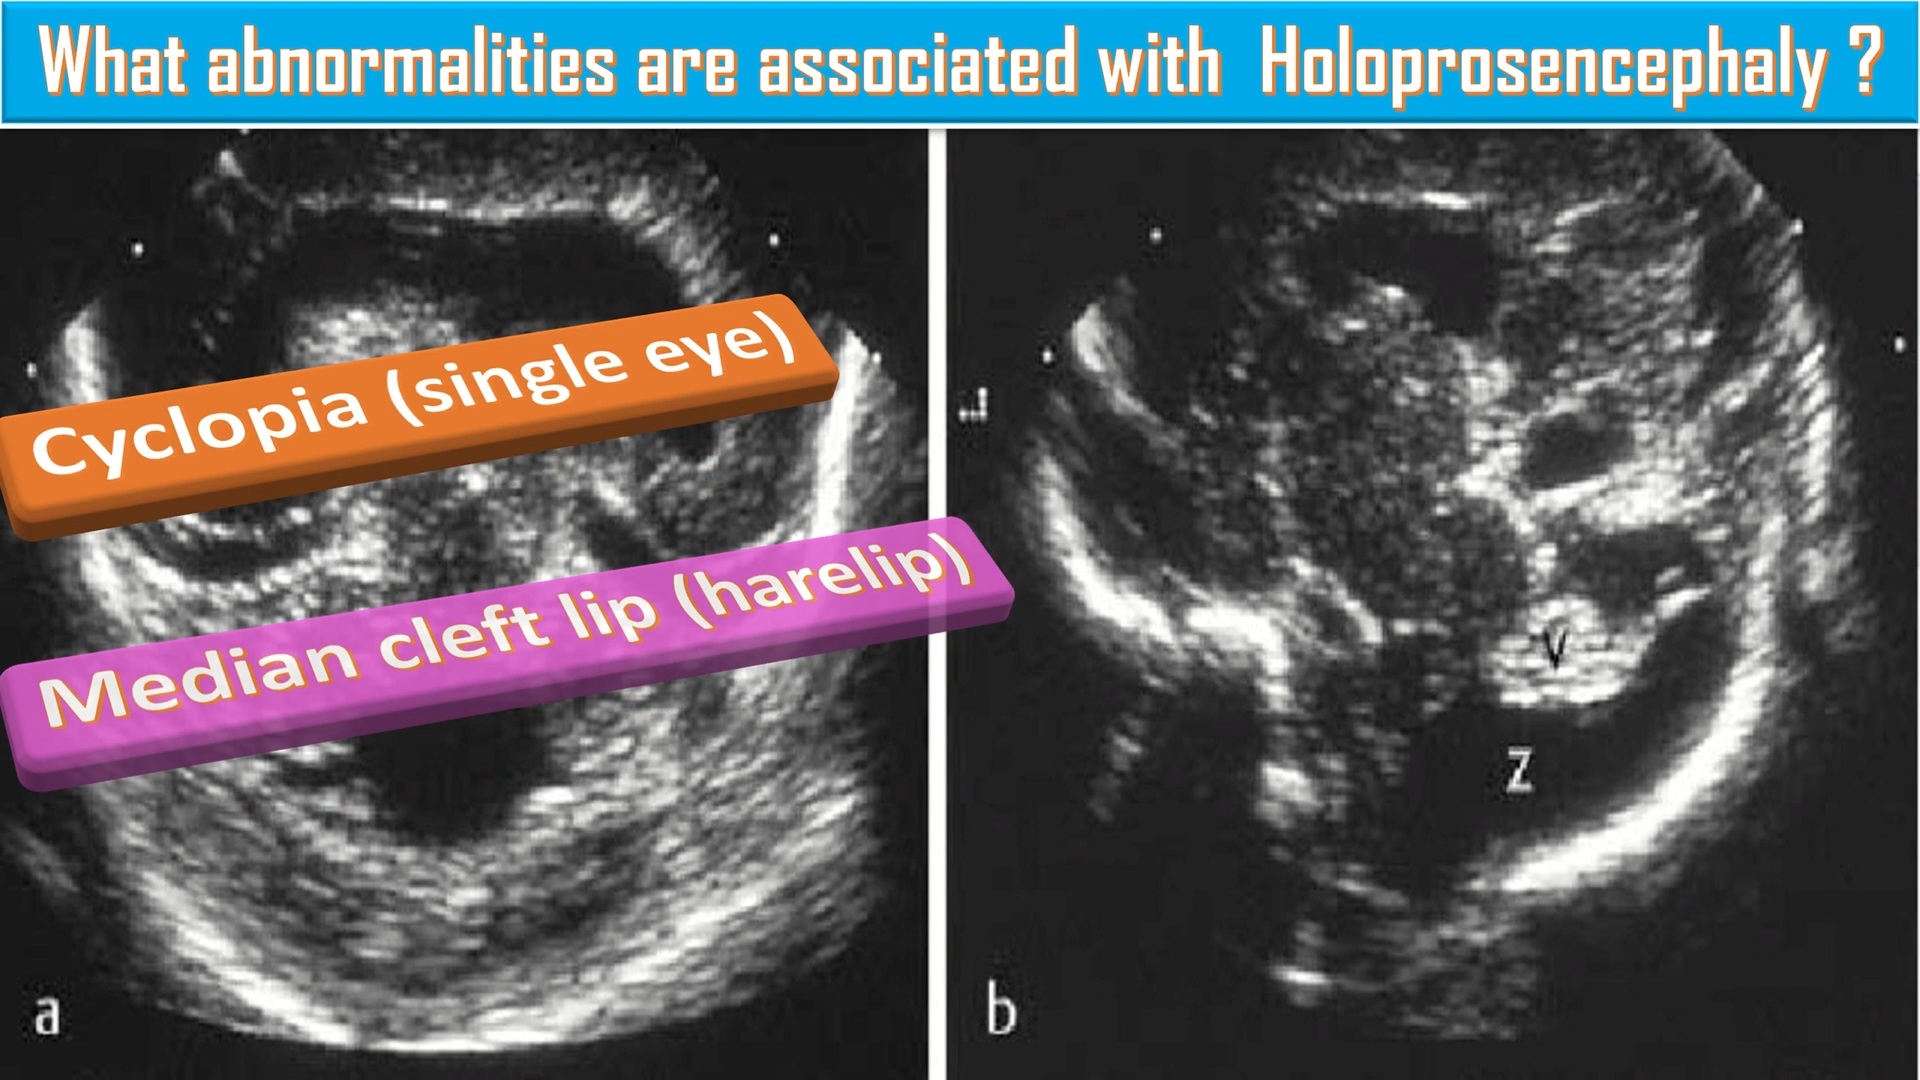 What abnormalities are associated with Holoprosencephaly ?
Cyclopia (single eye)
Median cleft lip (harelip)
a
V
Z
b